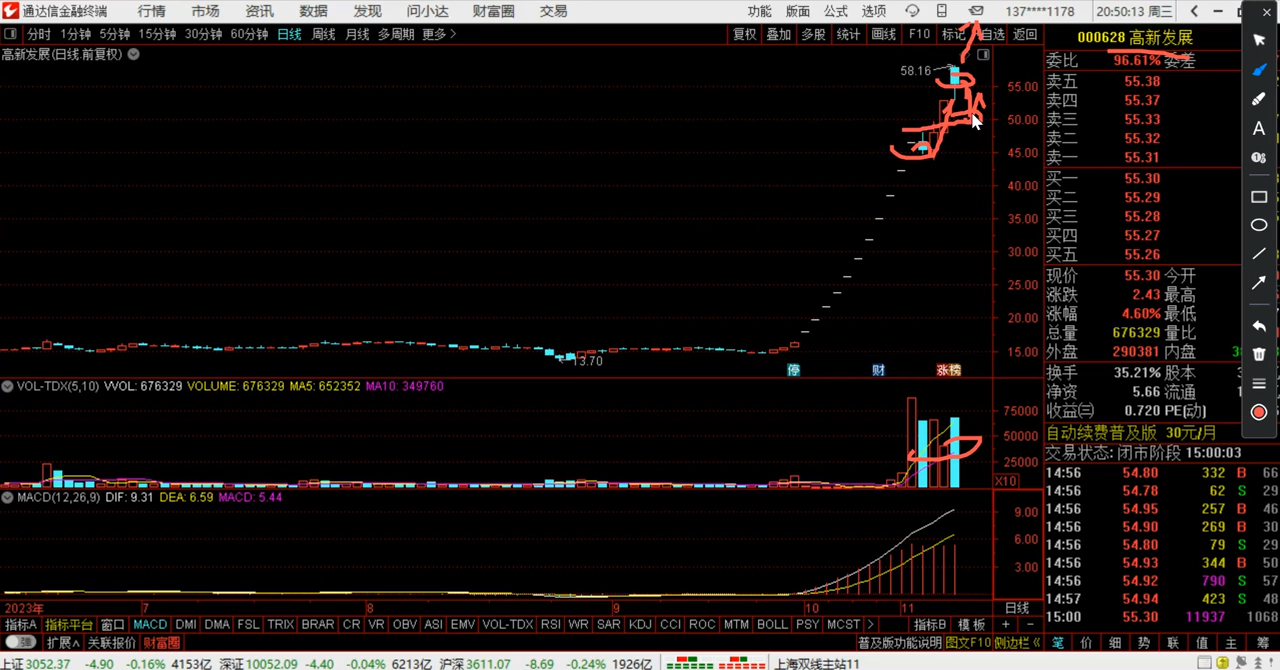 通达信金融终端 行情 市场 资讯 数据 发现 问小达 财富圈 交易 功能 版面 公式 选项 137****1178 20:50:13 周三
分时 1分钟 5分钟 15分钟 30分钟 60分钟 日线 周线 月线 多周期 更多 复权 叠加 多股 统计 画线 F10 标记 自选 返回
高新发展(日线.前复权)
000628 高新发展
委比 96.61% 委差
卖五 55.38
卖四 55.37
卖三 55.33
卖二 55.32
卖一 55.31
买一 55.30
买二 55.29
买三 55.28
买四 55.27
买五 55.26
现价 55.30 今开
涨跌 2.43 最高
涨幅 4.60% 最低
总量 676329 量比
外盘 290381 内盘
换手 35.21% 股本
净资 5.66 流通
收益㈢ 0.720 PE(动)
自动续费普及版 30元/月
交易状态: 闭市阶段 15:00:03
14:56 54.80 332 B 66
14:56 54.78 62 S 29
14:56 54.95 257 B 46
14:56 54.90 269 B 30
14:56 54.80 79 S 29
14:56 54.93 344 B 50
14:56 54.92 790 S 57
14:57 54.94 423 S 48
15:00 55.30 11937 1068
58.16
55.00
50.00
45.00
40.00
35.00
30.00
25.00
20.00
15.00
13.70
停 财 涨榜
VOL-TDX(5,10) VVOL: 676329 VOLUME: 676329 MA5: 652352 MA10: 349760
75000
50000
25000
X10
MACD(12,26,9) DIF: 9.31 DEA: 6.59 MACD: 5.44
9.00
6.00
3.00
2023年 7 8 9 10 11 日线
指标A 指标平台 窗口 MACD DMI DMA FSL TRIX BRAR CR VR OBV ASI EMV VOL-TDX RSI WR SAR KDJ CCI ROC MTM BOLL PSY MCST 指标B 模板 + -
扩展∧ 关联报价 财富圈 普及版功能说明 图文F10 侧边栏《 笔 价 细 势 联 值 主 筹
上证3052.37 -4.90 -0.16% 4153亿 深证10052.09 -4.40 -0.04% 6213亿 沪深3611.07 -8.69 -0.24% 1926亿 上海双线主站11